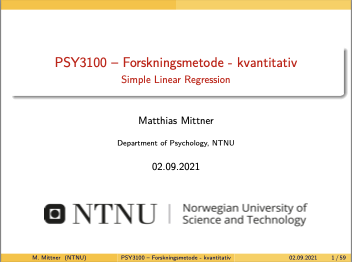 PSY3100 – Forskningsmetode - kvantitativ
Simple Linear Regression
Matthias Mittner
Department of Psychology, NTNU
02.09.2021
NTNU
Norwegian University of
Science and Technology
M. Mittner (NTNU) PSY3100 – Forskningsmetode - kvantitativ 02.09.2021 1 / 59